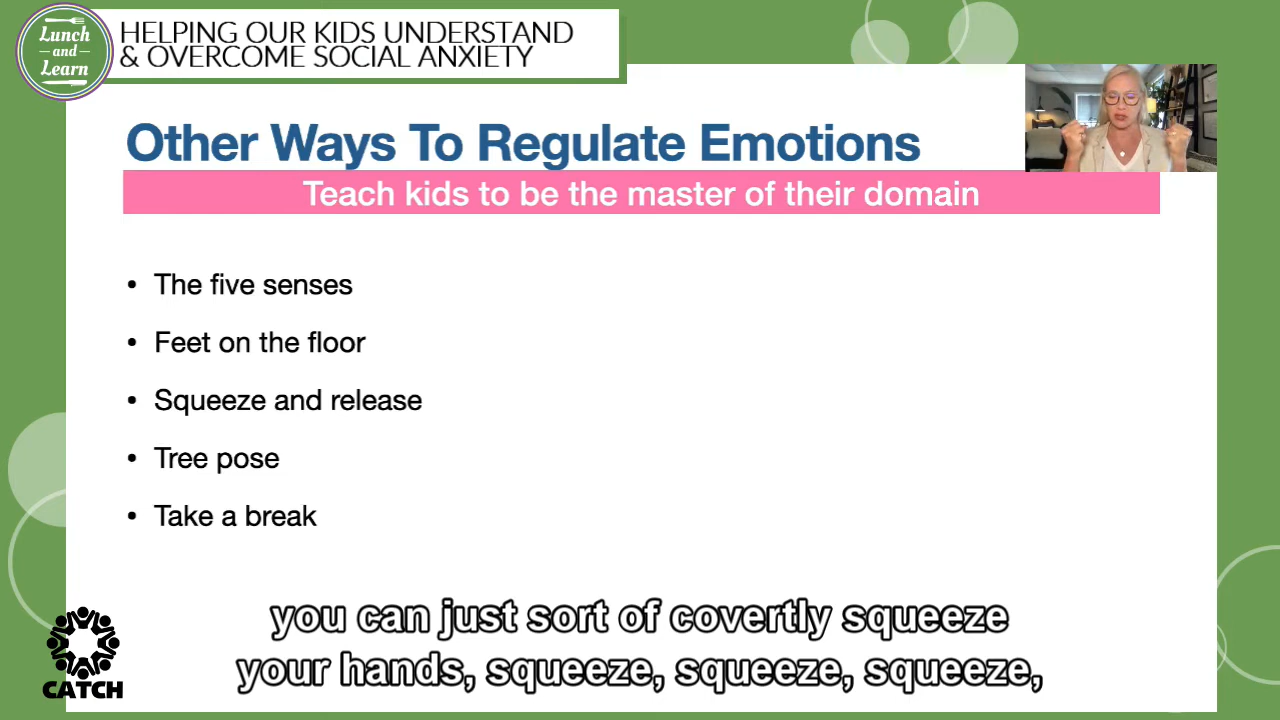 Lunch
and
Learn
HELPING OUR KIDS UNDERSTAND
& OVERCOME SOCIAL ANXIETY
Other Ways To Regulate Emotions
Teach kids to be the master of their domain
• The five senses
• Feet on the floor
• Squeeze and release
• Tree pose
• Take a break
you can just sort of covertly squeeze
your hands, squeeze, squeeze, squeeze,
CATCH